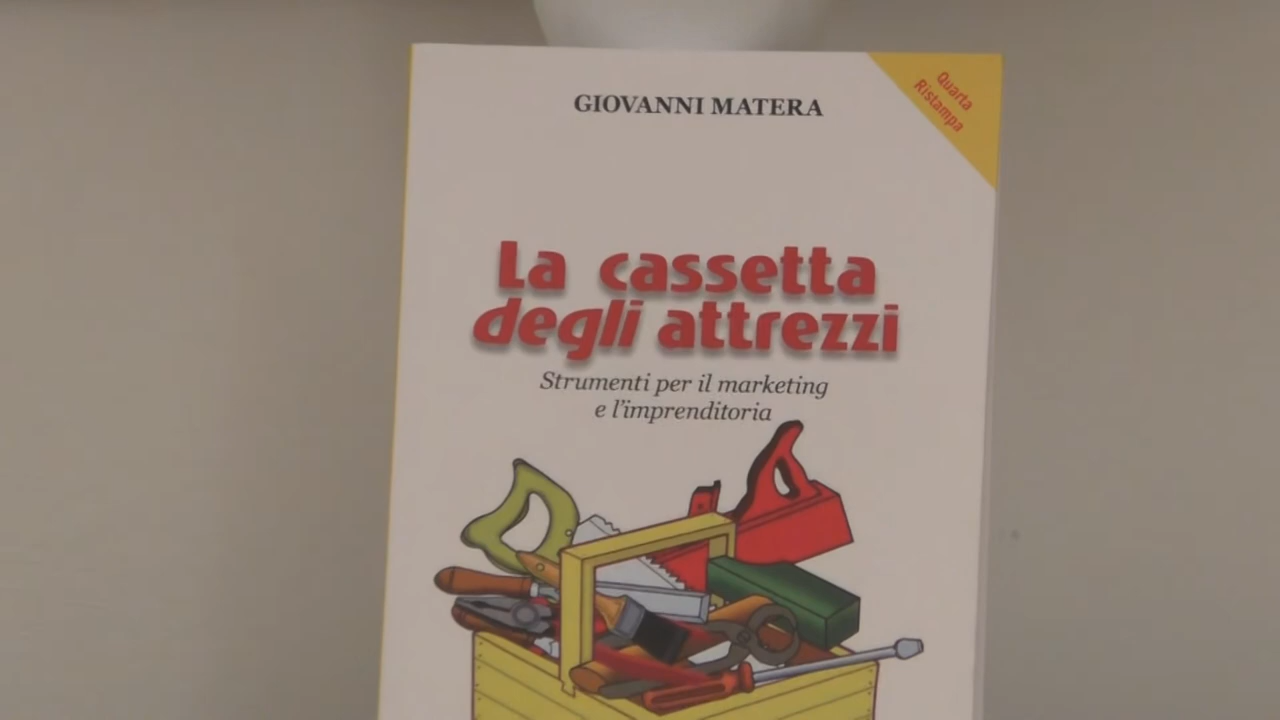 GIOVANNI MATERA
Quarta
Ristampa
La cassetta
degli attrezzi
Strumenti per il marketing
e l'imprenditoria